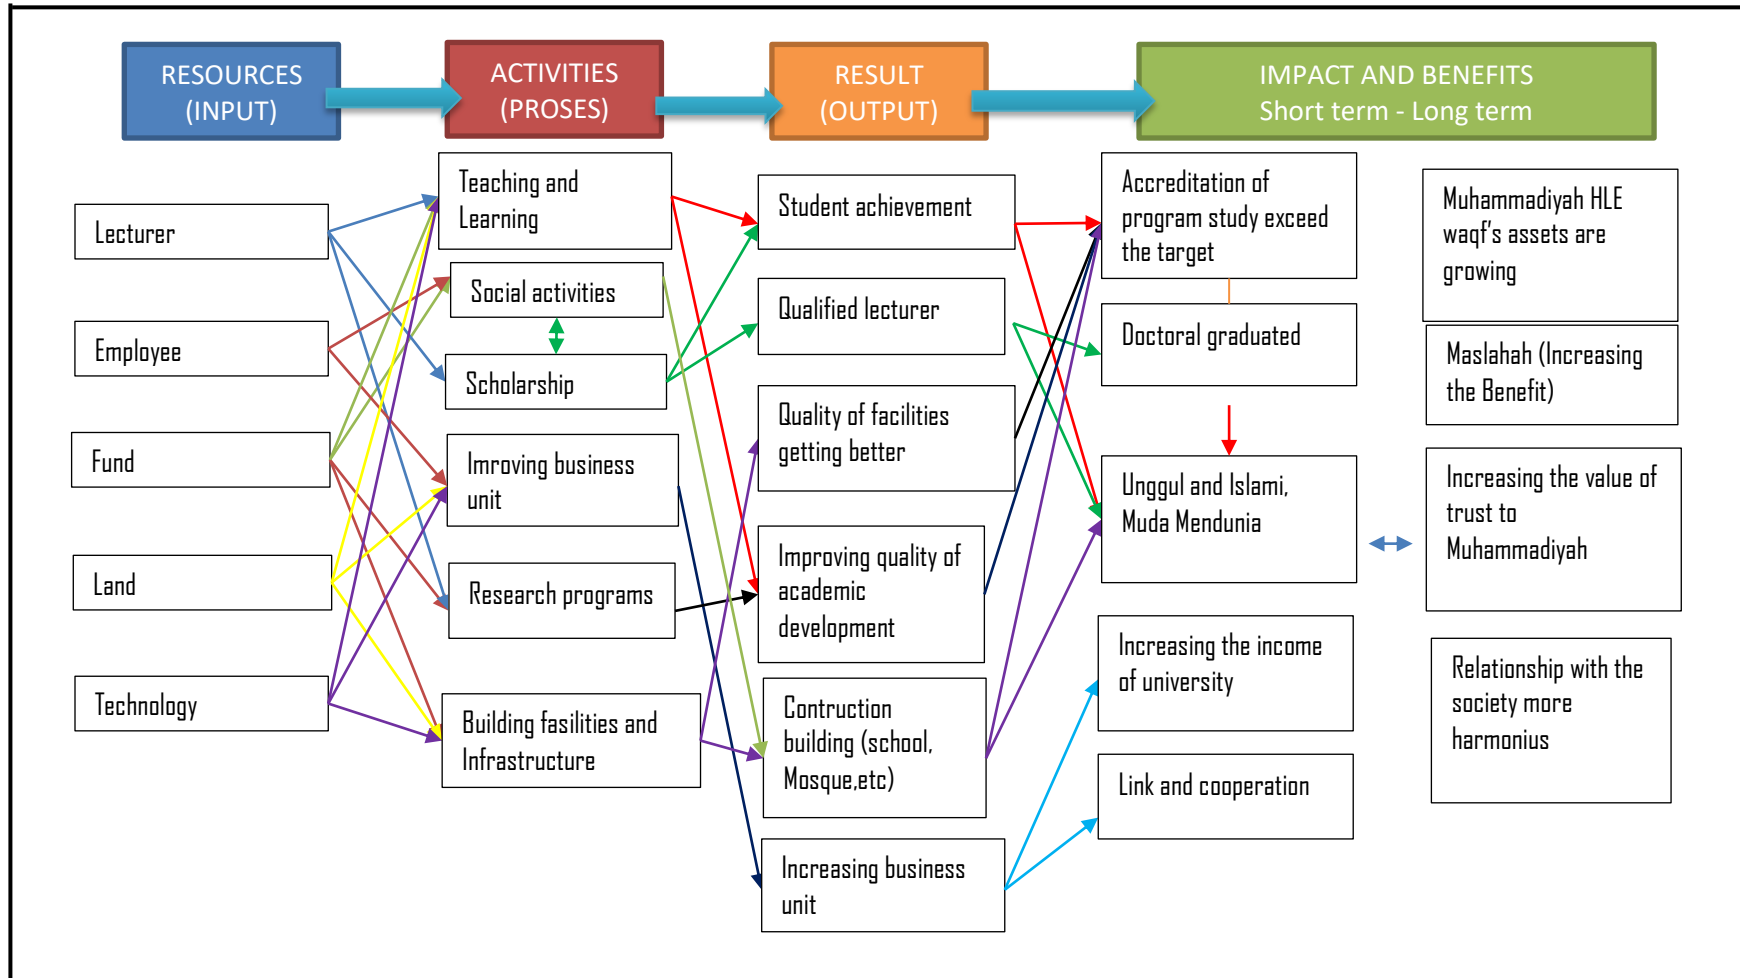 RESOURCES
(INPUT)
ACTIVITIES
(PROSES)
RESULT
(OUTPUT)
IMPACT AND BENEFITS
Short term - Long term
Lecturer
Employee
Fund
Land
Technology
Teaching and
Learning
Social activities
Scholarship
Imroving business
unit
Research programs
Building fasilities and
Infrastructure
Student achievement
Qualified lecturer
Quality of facilities
getting better
Improving quality of
academic
development
Contruction
building (school,
Mosque,etc)
Increasing business
unit
Accreditation of
program study exceed
the target
Doctoral graduated
Unggul and Islami,
Muda Mendunia
Increasing the income
of university
Link and cooperation
Muhammadiyah HLE
waqf's assets are
growing
Maslahah (Increasing
the Benefit)
Increasing the value of
trust to
Muhammadiyah
Relationship with the
society more
harmonius